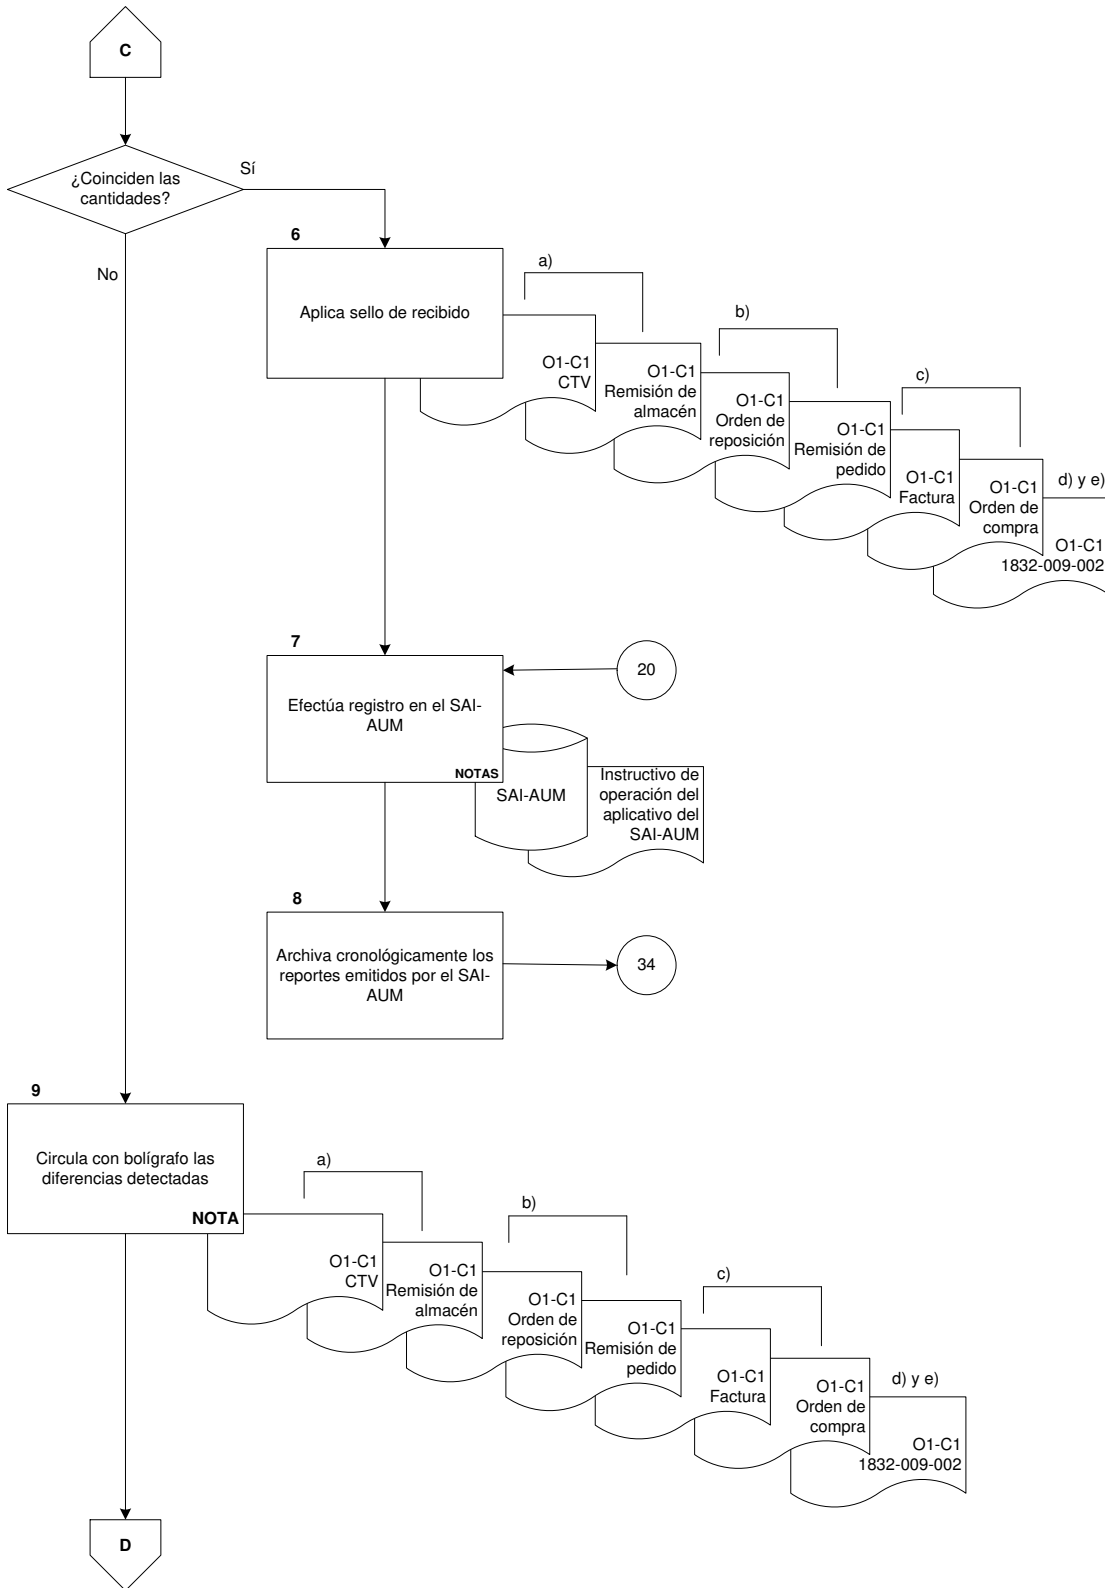 C
¿Coinciden las
cantidades?
Sí
No
6
Aplica sello de recibido
a)
O1-C1
CTV
O1-C1
Remisión de
almacén
b)
O1-C1
Orden de
reposición
O1-C1
Remisión de
pedido
c)
O1-C1
Factura
O1-C1
Orden de
compra
d) y e)
O1-C1
1832-009-002
7
Efectúa registro en el SAI-
AUM
NOTAS
20
SAI-AUM
Instructivo de
operación del
aplicativo del
SAI-AUM
8
Archiva cronológicamente los
reportes emitidos por el SAI-
AUM
34
9
Circula con bolígrafo las
diferencias detectadas
NOTA
a)
O1-C1
CTV
O1-C1
Remisión de
almacén
b)
O1-C1
Orden de
reposición
O1-C1
Remisión de
pedido
c)
O1-C1
Factura
O1-C1
Orden de
compra
d) y e)
O1-C1
1832-009-002
D